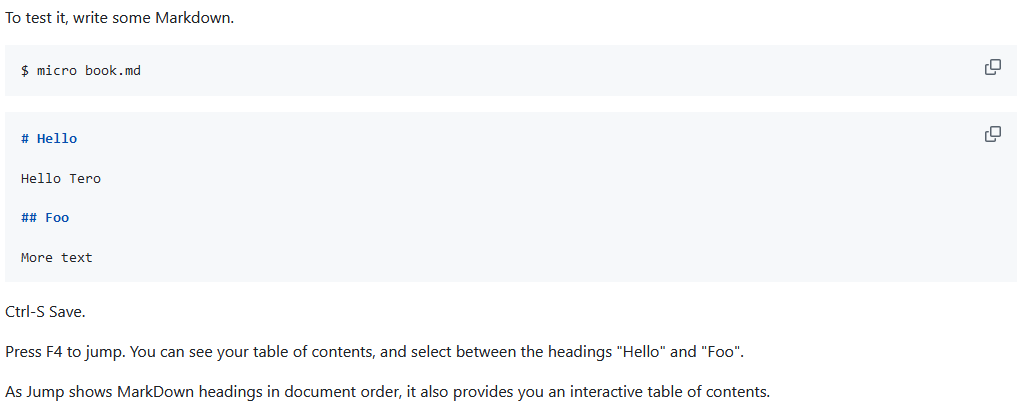 To test it, write some Markdown.
$ micro book.md
# Hello
Hello Tero
## Foo
More text
Ctrl-S Save.
Press F4 to jump. You can see your table of contents, and select between the headings "Hello" and "Foo".
As Jump shows MarkDown headings in document order, it also provides you an interactive table of contents.